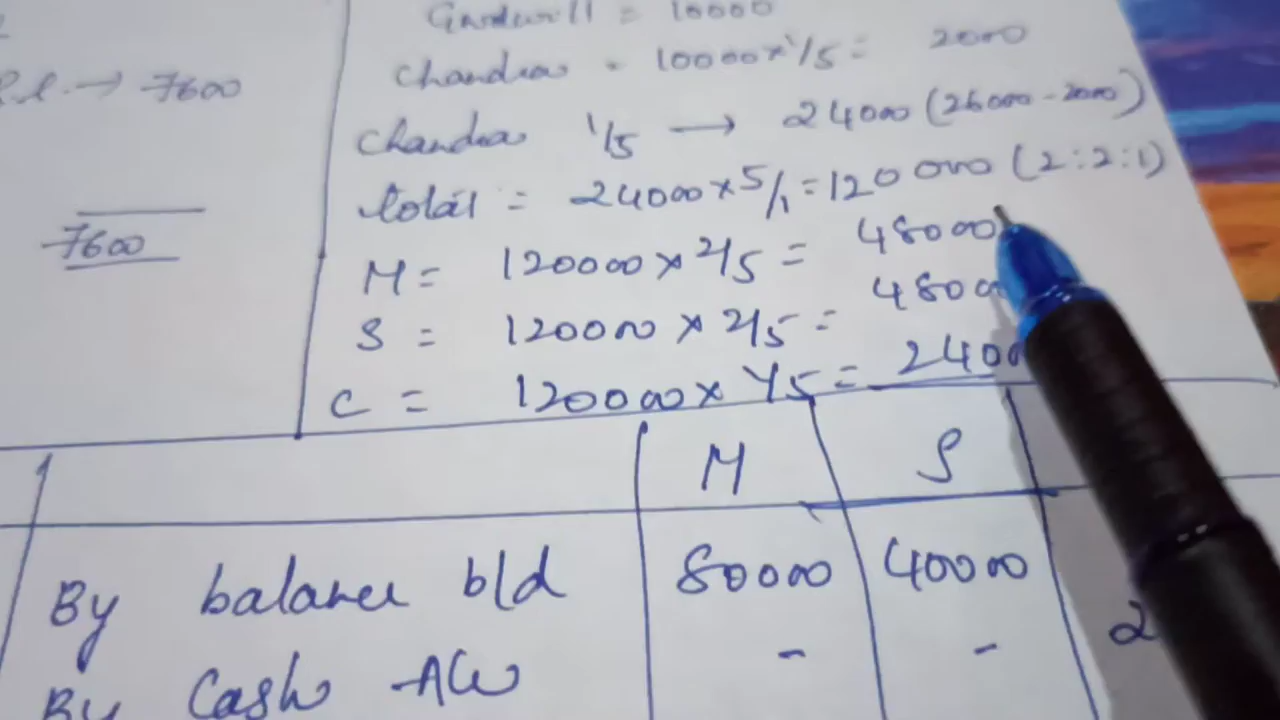 → 7600
7600
Goodwill = 10000
Chandra = 10000 × 1/5 = 2000
Chandra 1/5 → 24000 (26000 - 2000)
total = 24000 × 5/1 = 120000 (2:2:1)
M = 120000 × 2/5 = 48000
S = 120000 × 2/5 = 4800
C = 120000 × 1/5 = 2400
M S
By balance b/d 80000 40000
By Cash A/c - - 2